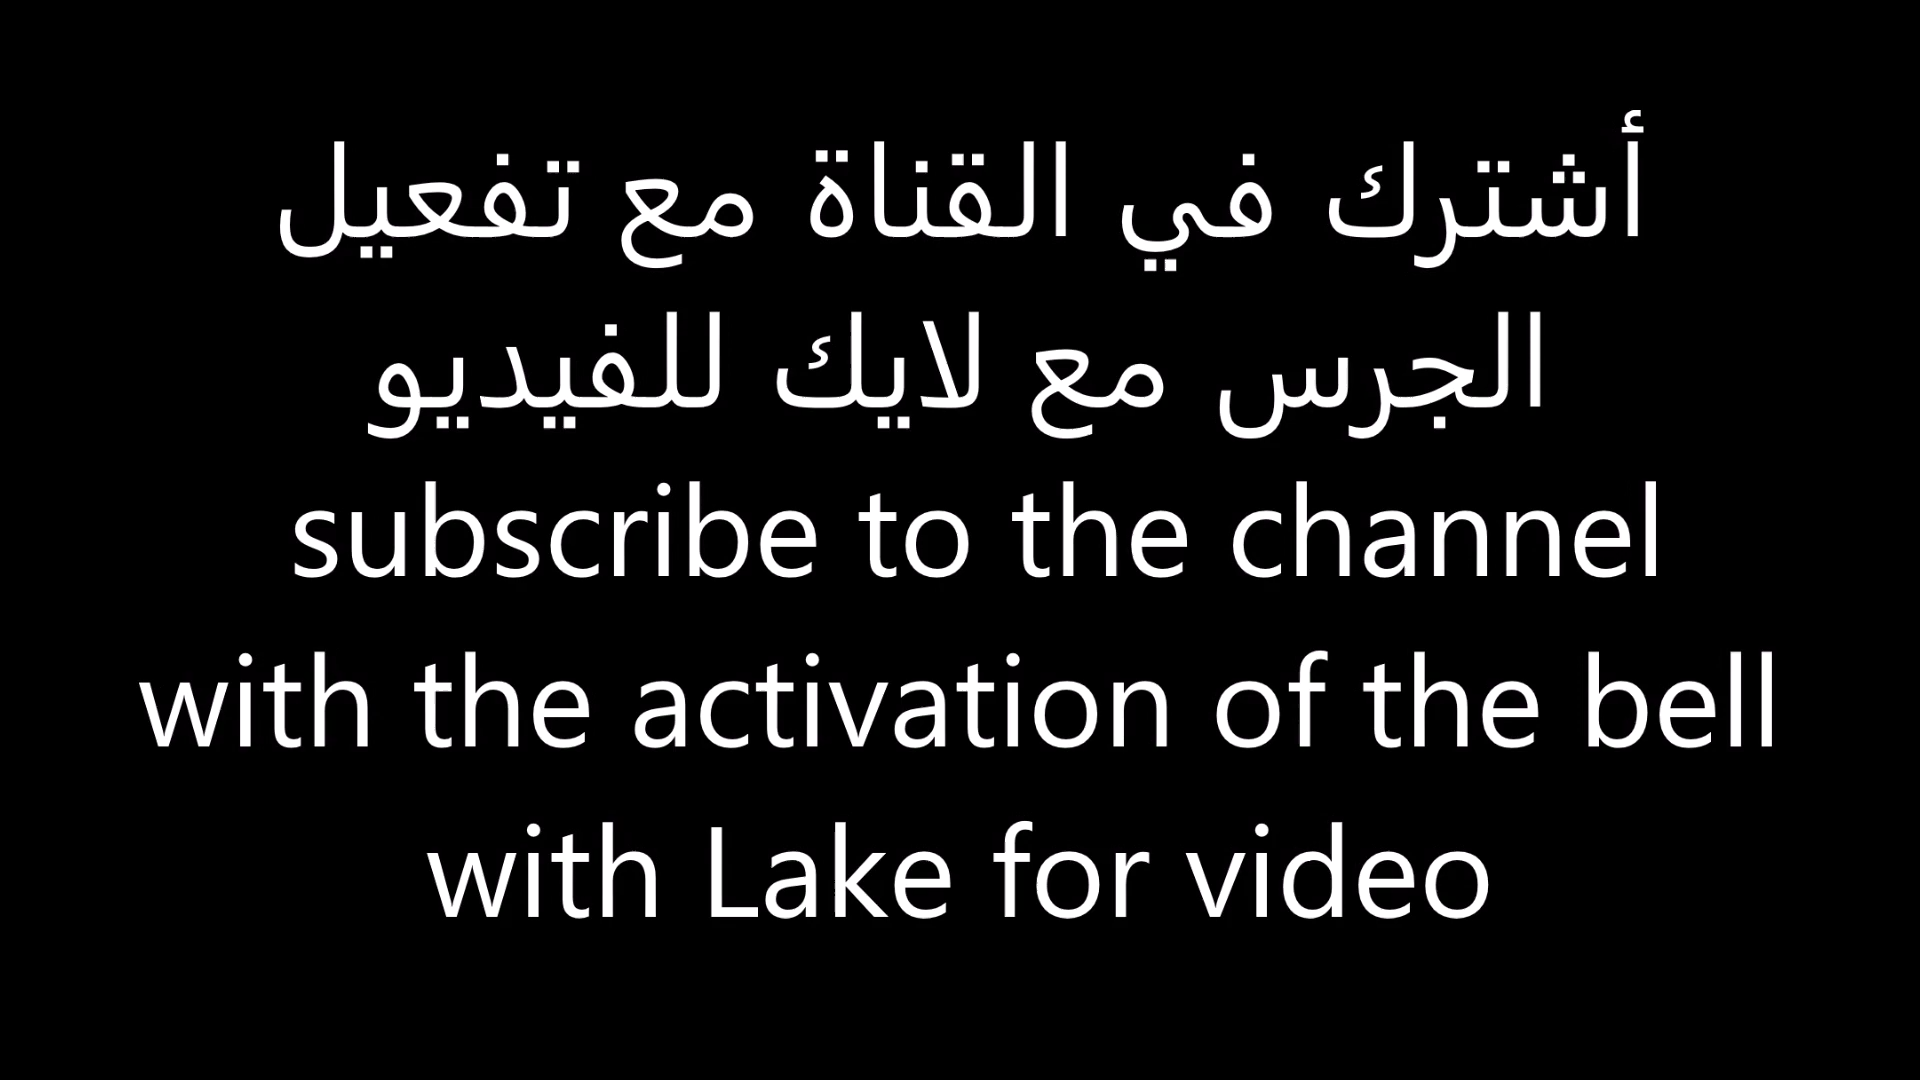 أشترك في القناة مع تفعيل
الجرس مع لايك للفيديو
subscribe to the channel
with the activation of the bell
with Lake for video